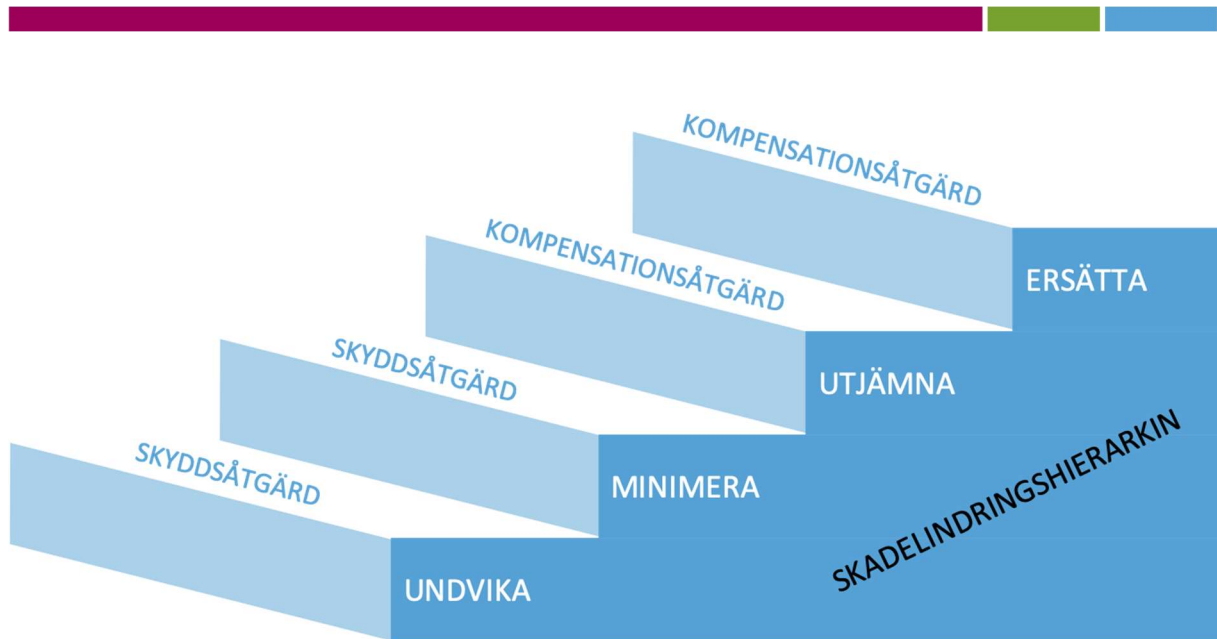 KOMPENSATIONSÅTGÄRD
ERSÄTTA
KOMPENSATIONSÅTGÄRD
UTJÄMNA
SKYDDSÅTGÄRD
MINIMERA
SKYDDSÅTGÄRD
UNDVIKA
SKADELINDRINGSHIERARKIN